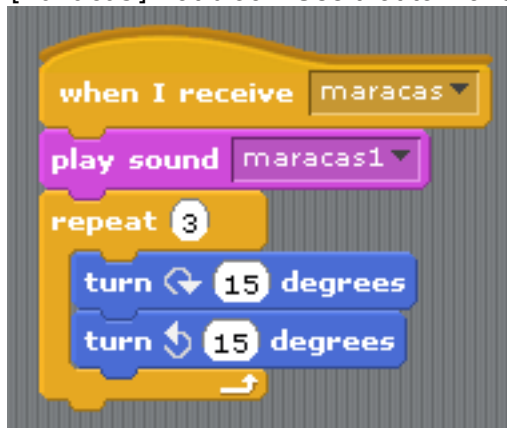 when I receive maracas
play sound maracas1
repeat 3
turn 15 degrees
turn 15 degrees